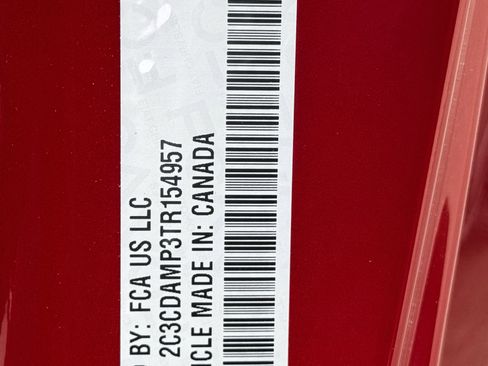 BY: FCA US LLC
2C3CDAMP3TR154957
ICLE MADE IN: CANADA